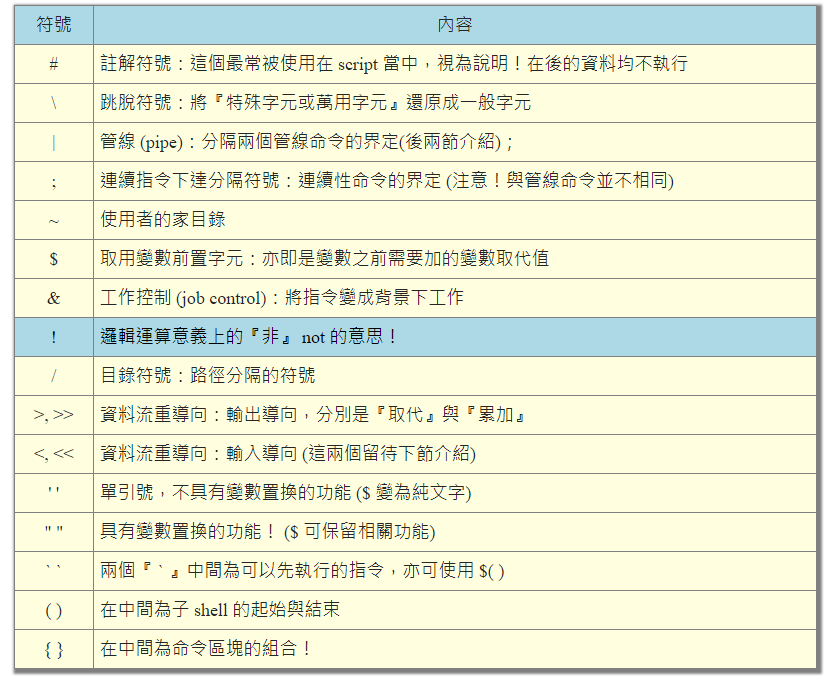 符號 內容
# 註解符號：這個最常被使用在 script 當中，視為說明！在後的資料均不執行
\ 跳脫符號：將『特殊字元或萬用字元』還原成一般字元
| 管線 (pipe)：分隔兩個管線命令的界定(後兩節介紹)；
; 連續指令下達分隔符號：連續性命令的界定 (注意！與管線命令並不相同)
~ 使用者的家目錄
$ 取用變數前置字元：亦即是變數之前需要加的變數取代值
& 工作控制 (job control)：將指令變成背景下工作
! 邏輯運算意義上的『非』 not 的意思！
/ 目錄符號：路徑分隔的符號
>, >> 資料流重導向：輸出導向，分別是『取代』與『累加』
<, << 資料流重導向：輸入導向 (這兩個留待下節介紹)
' ' 單引號，不具有變數置換的功能 ($ 變為純文字)
" " 具有變數置換的功能！ ($ 可保留相關功能)
` ` 兩個『 ` 』中間為可以先執行的指令，亦可使用 $( )
( ) 在中間為子 shell 的起始與結束
{ } 在中間為命令區塊的組合！